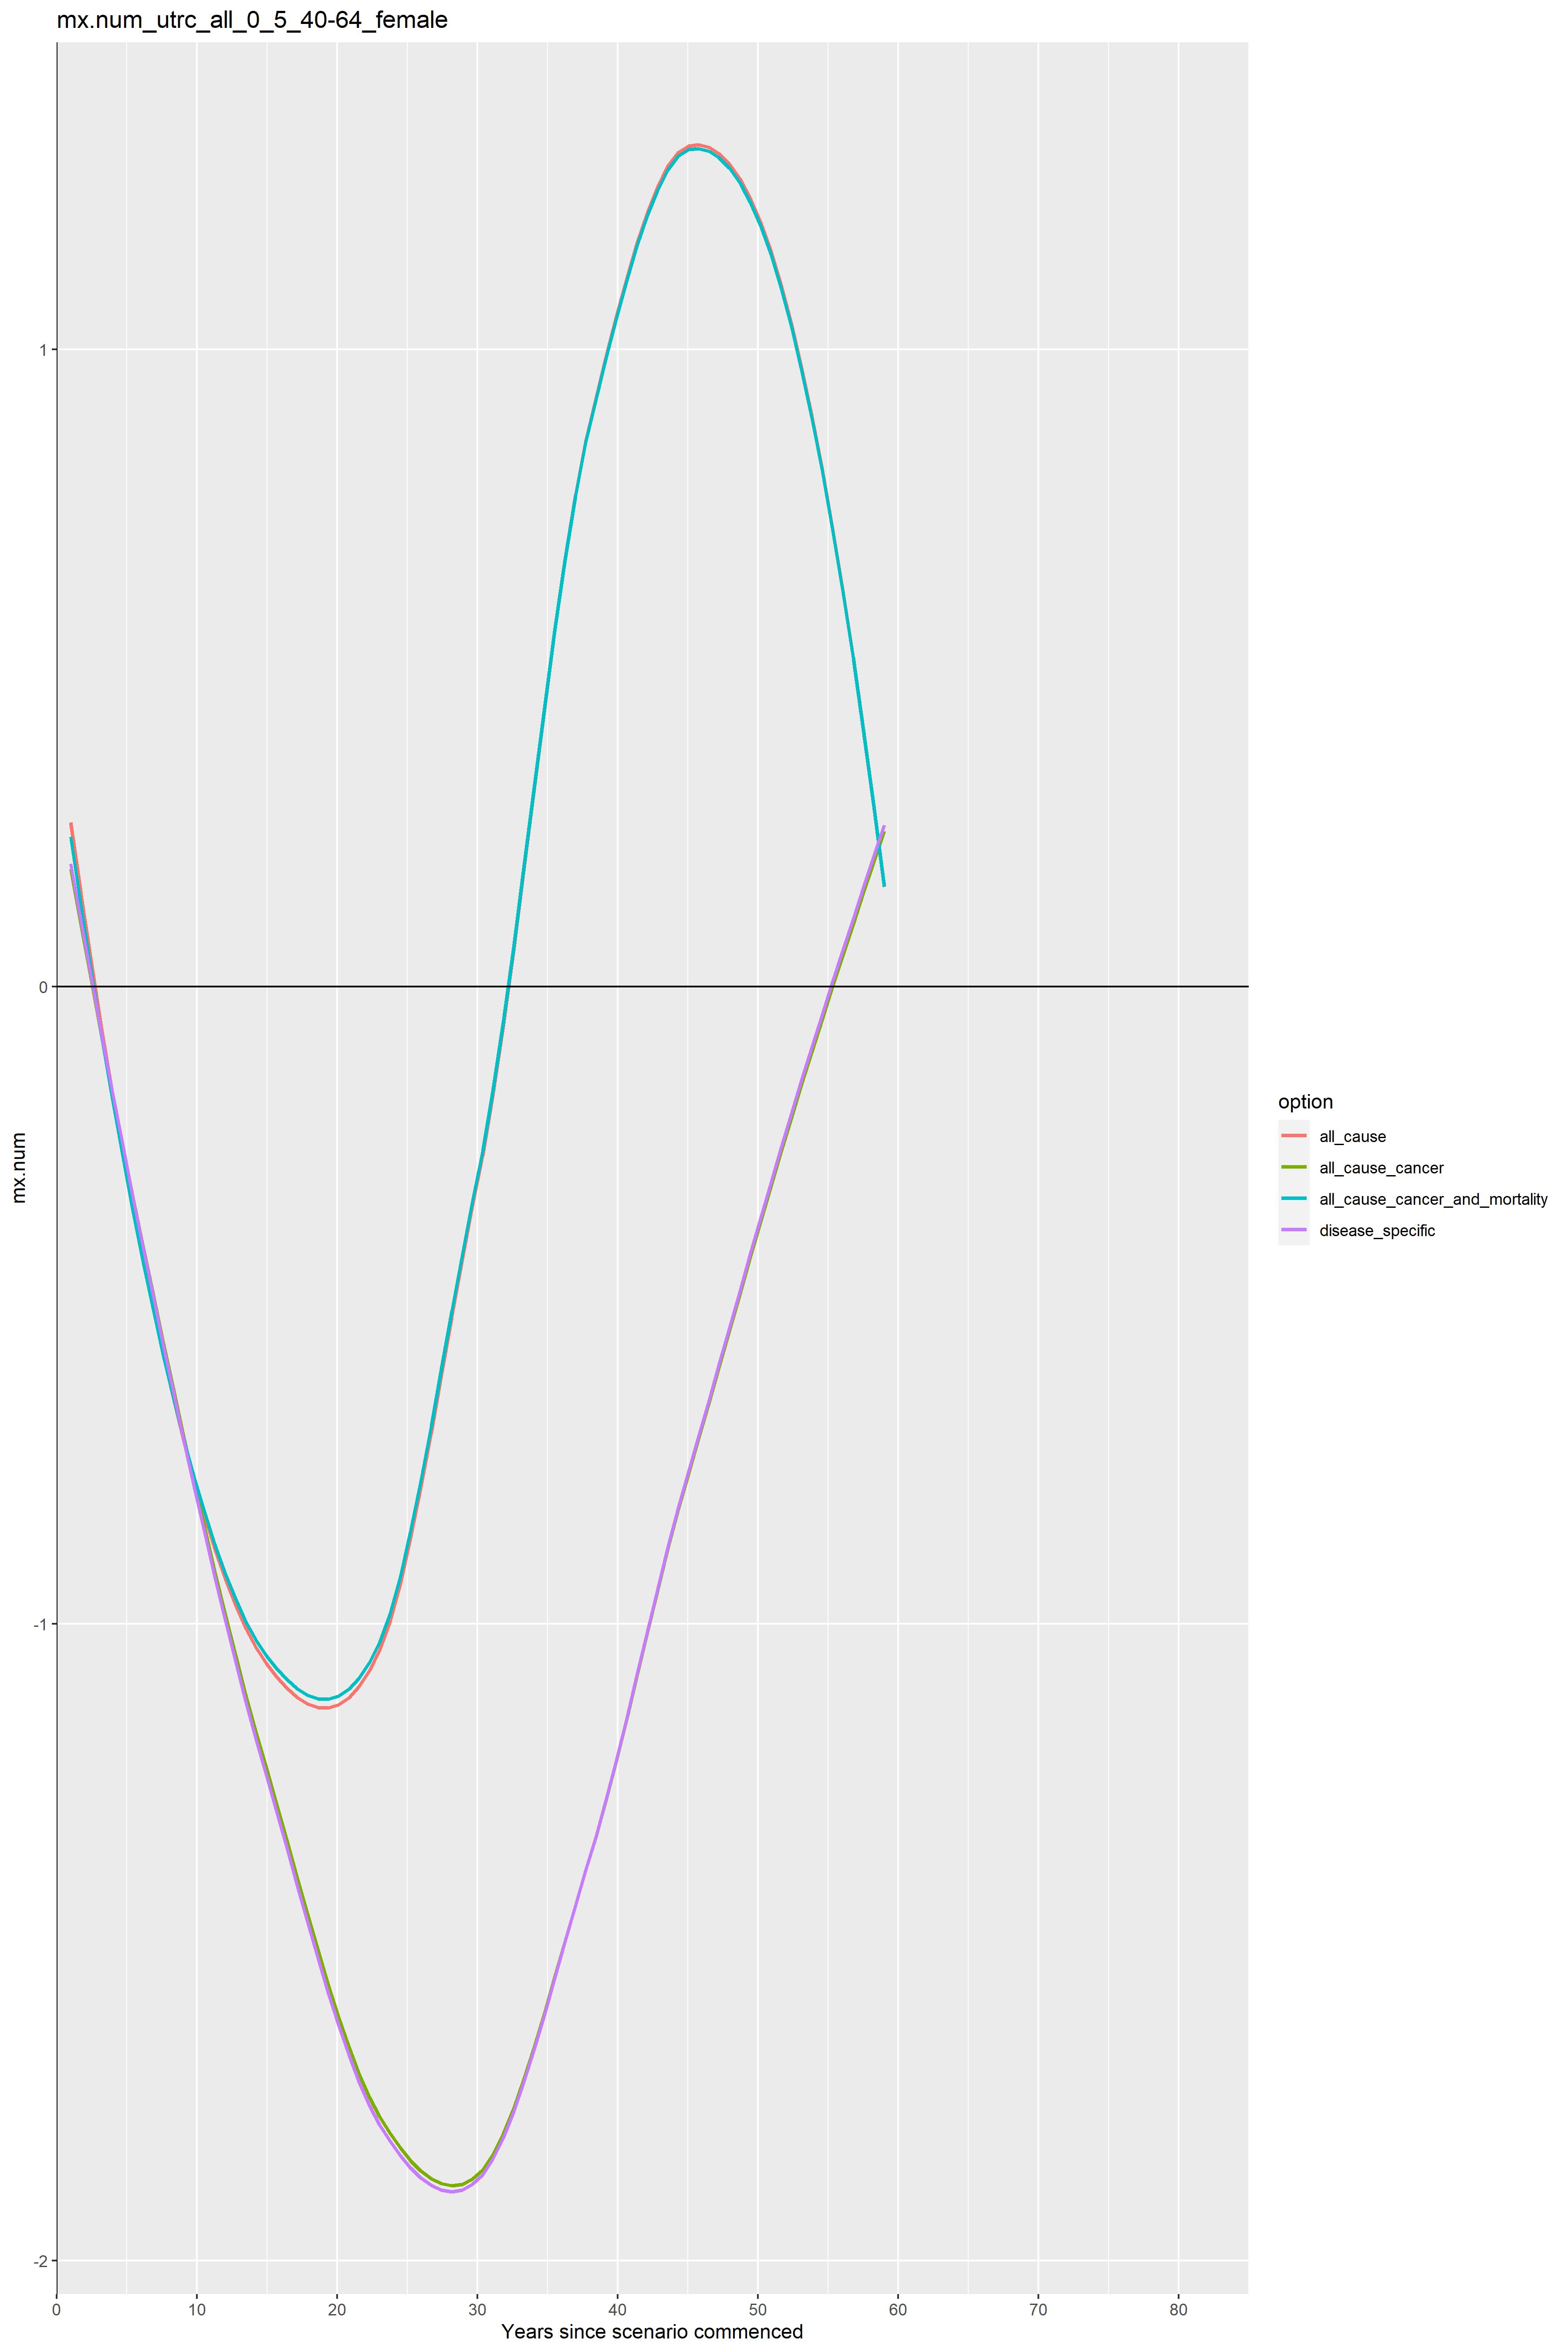 mx.num_utrc_all_0_5_40-64_female
mx.num
1
0
-1
-2
0 10 20 30 40 50 60 70 80
Years since scenario commenced
option
all_cause
all_cause_cancer
all_cause_cancer_and_mortality
disease_specific